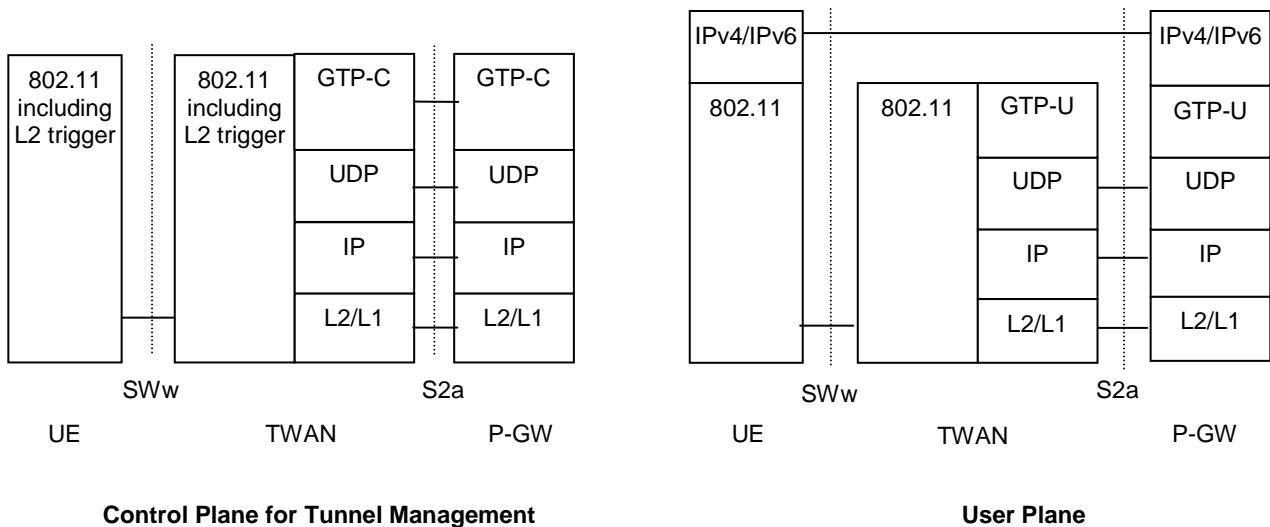 802.11
including
L2 trigger
802.11
including
L2 trigger
GTP-C
UDP
IP
L2/L1
GTP-C
UDP
IP
L2/L1
SWw
S2a
UE
TWAN
P-GW
Control Plane for Tunnel Management
IPv4/IPv6
802.11
802.11
GTP-U
UDP
IP
L2/L1
IPv4/IPv6
GTP-U
UDP
IP
L2/L1
SWw
S2a
UE
TWAN
P-GW
User Plane